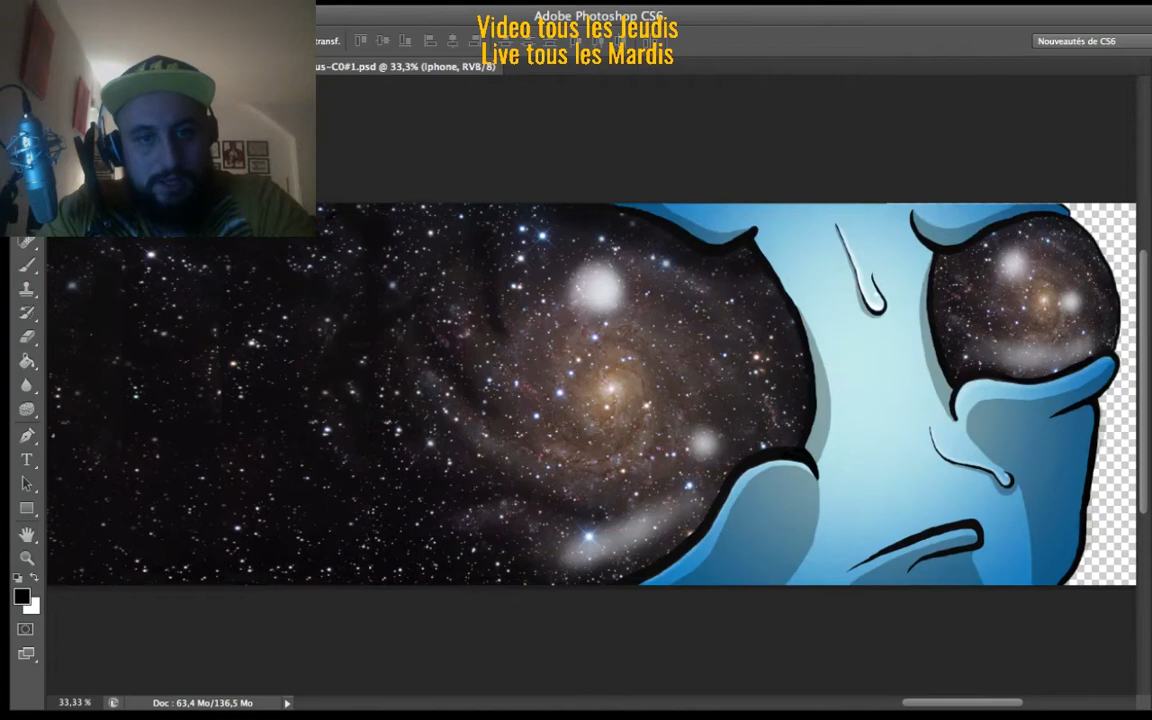 Adobe Photoshop CS6
Video tous les Jeudis
Live tous les Mardis
transf.
Nouveautés de CS6
us-C0#1.psd @ 33,3% (iphone, RVB/8)
T
33,33 %
Doc : 63,4 Mo/136,5 Mo